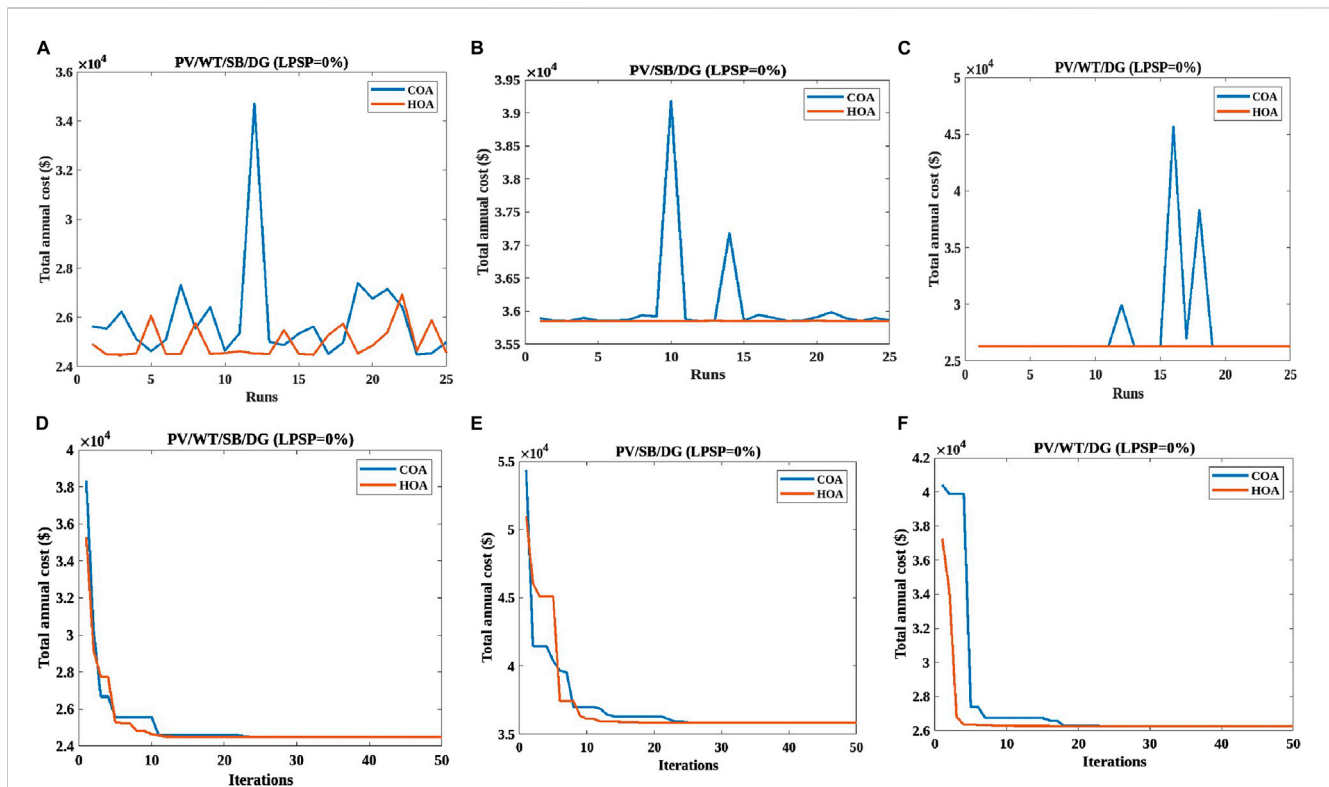 A
×10⁴
PV/WT/SB/DG (LPSP=0%)
COA
HOA
Total annual cost ($)
3.6
3.4
3.2
3
2.8
2.6
2.4
0 5 10 15 20 25
Runs
B
×10⁴
PV/SB/DG (LPSP=0%)
COA
HOA
Total annual cost ($)
3.95
3.9
3.85
3.8
3.75
3.7
3.65
3.6
3.55
0 5 10 15 20 25
Runs
C
×10⁴
PV/WT/DG (LPSP=0%)
COA
HOA
Total annual cost ($)
5
4.5
4
3.5
3
2.5
0 5 10 15 20 25
Runs
D
×10⁴
PV/WT/SB/DG (LPSP=0%)
COA
HOA
Total annual cost ($)
4
3.8
3.6
3.4
3.2
3
2.8
2.6
2.4
0 10 20 30 40 50
Iterations
E
×10⁴
PV/SB/DG (LPSP=0%)
COA
HOA
Total annual cost ($)
5.5
5
4.5
4
3.5
0 10 20 30 40 50
Iterations
F
×10⁴
PV/WT/DG (LPSP=0%)
COA
HOA
Total annual cost ($)
4.2
4
3.8
3.6
3.4
3.2
3
2.8
2.6
0 10 20 30 40 50
Iterations